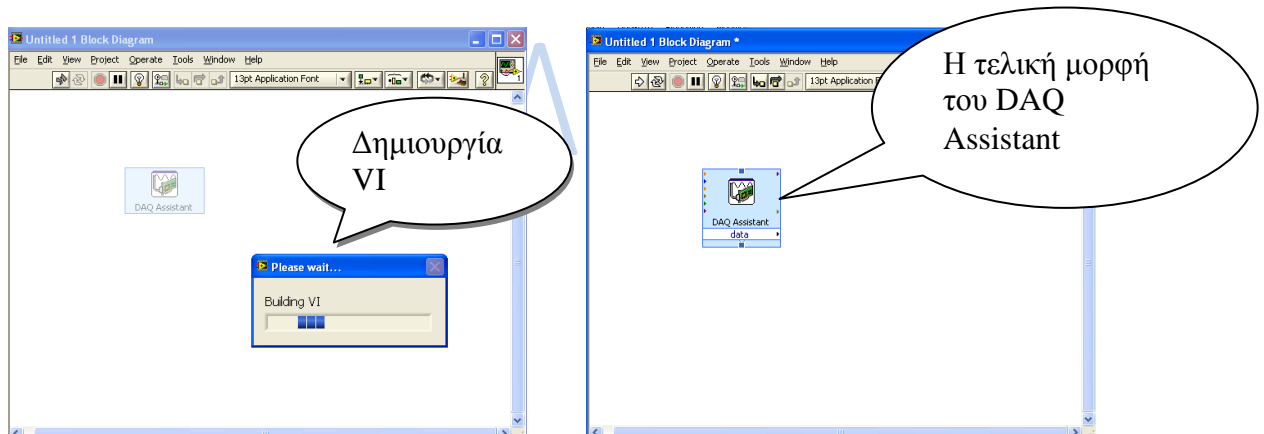 Untitled 1 Block Diagram
File Edit View Project Operate Tools Window Help
13pt Application Font
1
Δημιουργία
VI
DAQ Assistant
Please wait...
Building VI
Untitled 1 Block Diagram *
File Edit View Project Operate Tools Window Help
13pt Application
Η τελική μορφή
του DAQ
Assistant
DAQ Assistant
data